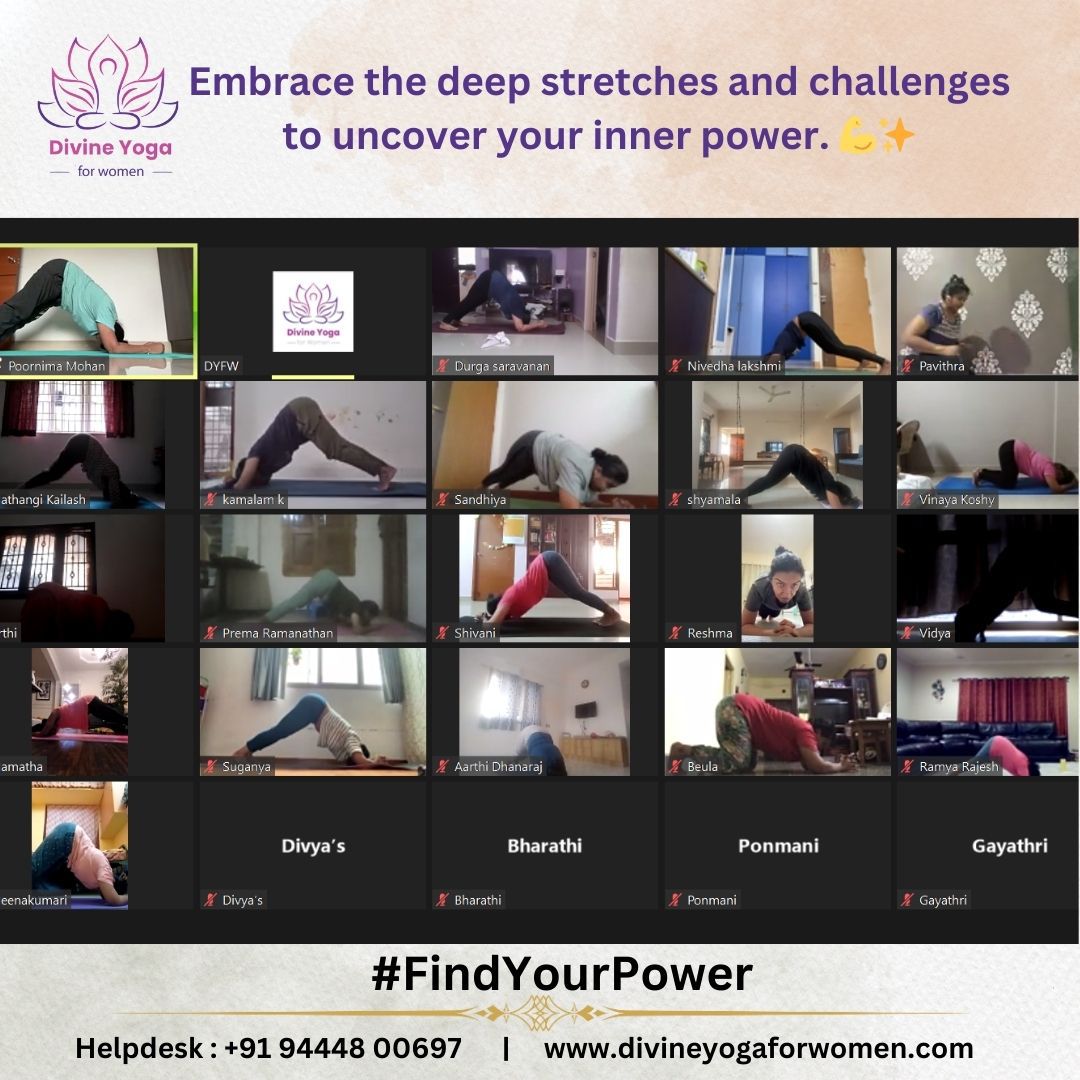 Embrace the deep stretches and challenges
to uncover your inner power. 💪✨
Divine Yoga
for women
Poornima Mohan
Divine Yoga
for Women
DYFW
Durga saravanan
Nivedha lakshmi
Pavithra
athangi Kailash
kamalam k
Sandhiya
shyamala
Vinaya Koshy
rthi
Prema Ramanathan
Shivani
Reshma
Vidya
amatha
Suganya
Aarthi Dhanaraj
Beula
Ramya Rajesh
eenakumari
Divya's
Divya's
Bharathi
Bharathi
Ponmani
Ponmani
Gayathri
Gayathri
#FindYourPower
Helpdesk : +91 94448 00697 | www.divineyogaforwomen.com